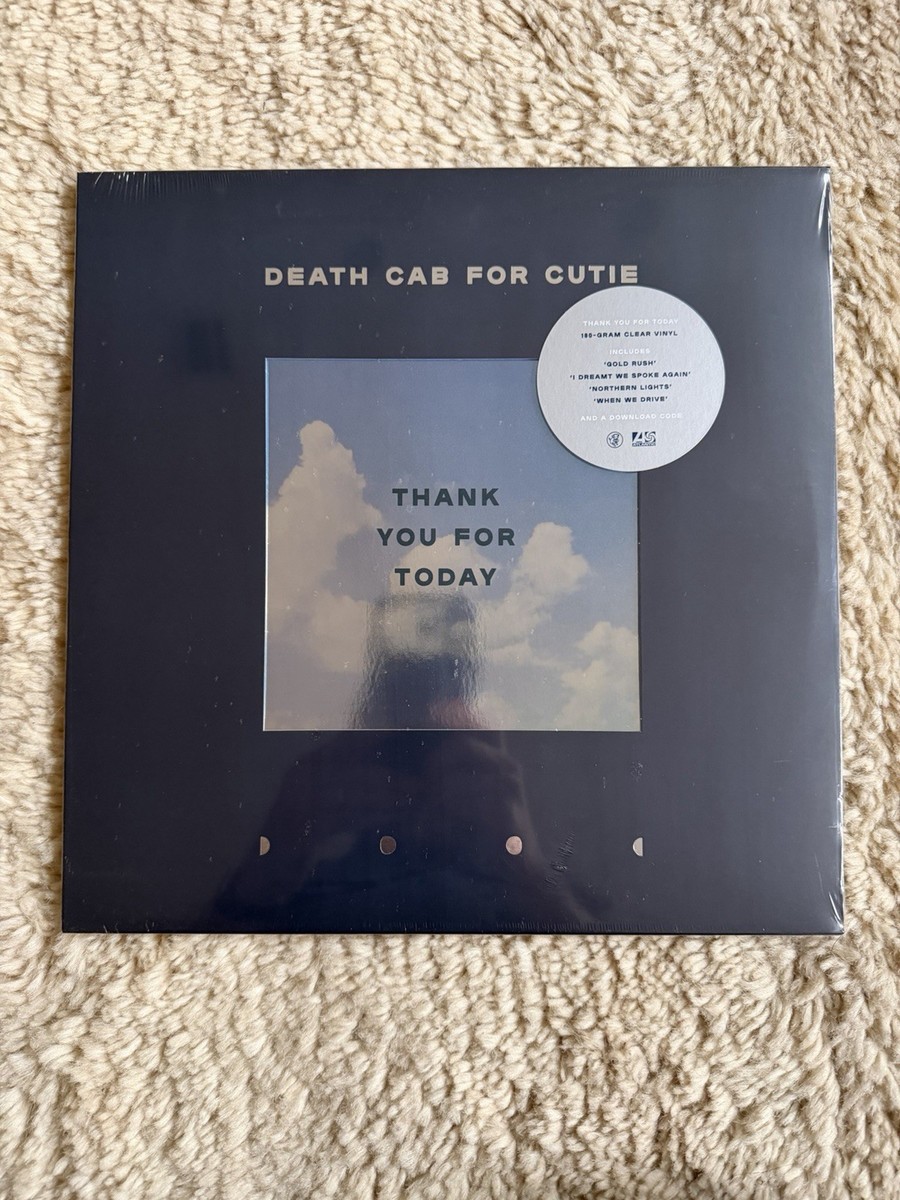 DEATH CAB FOR CUTIE
THANK YOU FOR TODAY
180-GRAM CLEAR VINYL
INCLUDES
'GOLD RUSH'
'I DREAMT WE SPOKE AGAIN'
'NORTHERN LIGHTS'
'WHEN WE DRIVE'
AND A DOWNLOAD CODE
ATLANTIC
THANK
YOU FOR
TODAY